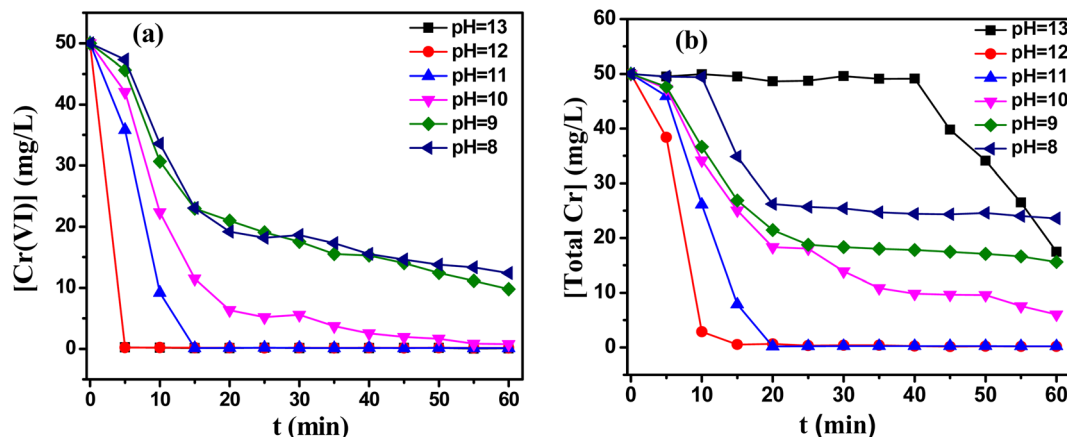 (a)
pH=13
pH=12
pH=11
pH=10
pH=9
pH=8
[Cr(VI)] (mg/L)
50
40
30
20
10
0
0 10 20 30 40 50 60
t (min)
(b)
pH=13
pH=12
pH=11
pH=10
pH=9
pH=8
[Total Cr] (mg/L)
60
50
40
30
20
10
0
0 10 20 30 40 50 60
t (min)